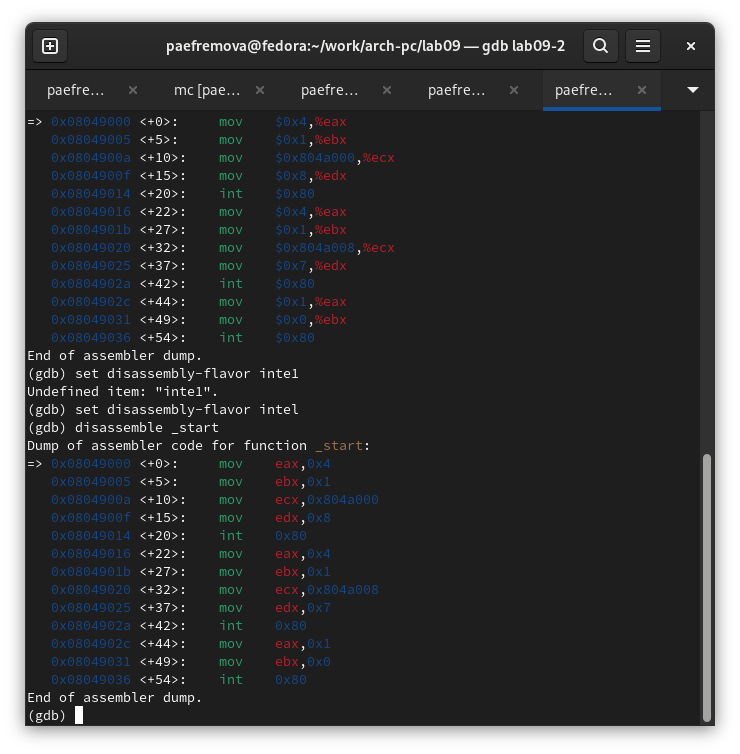 paefremova@fedora:~/work/arch-pc/lab09 — gdb lab09-2
paefre… mc [pae… paefre… paefre… paefre…
=> 0x08049000 <+0>: mov $0x4,%eax
0x08049005 <+5>: mov $0x1,%ebx
0x0804900a <+10>: mov $0x804a000,%ecx
0x0804900f <+15>: mov $0x8,%edx
0x08049014 <+20>: int $0x80
0x08049016 <+22>: mov $0x4,%eax
0x0804901b <+27>: mov $0x1,%ebx
0x08049020 <+32>: mov $0x804a008,%ecx
0x08049025 <+37>: mov $0x7,%edx
0x0804902a <+42>: int $0x80
0x0804902c <+44>: mov $0x1,%eax
0x08049031 <+49>: mov $0x0,%ebx
0x08049036 <+54>: int $0x80
End of assembler dump.
(gdb) set disassembly-flavor inte1
Undefined item: "inte1".
(gdb) set disassembly-flavor intel
(gdb) disassemble _start
Dump of assembler code for function _start:
=> 0x08049000 <+0>: mov eax,0x4
0x08049005 <+5>: mov ebx,0x1
0x0804900a <+10>: mov ecx,0x804a000
0x0804900f <+15>: mov edx,0x8
0x08049014 <+20>: int 0x80
0x08049016 <+22>: mov eax,0x4
0x0804901b <+27>: mov ebx,0x1
0x08049020 <+32>: mov ecx,0x804a008
0x08049025 <+37>: mov edx,0x7
0x0804902a <+42>: int 0x80
0x0804902c <+44>: mov eax,0x1
0x08049031 <+49>: mov ebx,0x0
0x08049036 <+54>: int 0x80
End of assembler dump.
(gdb)